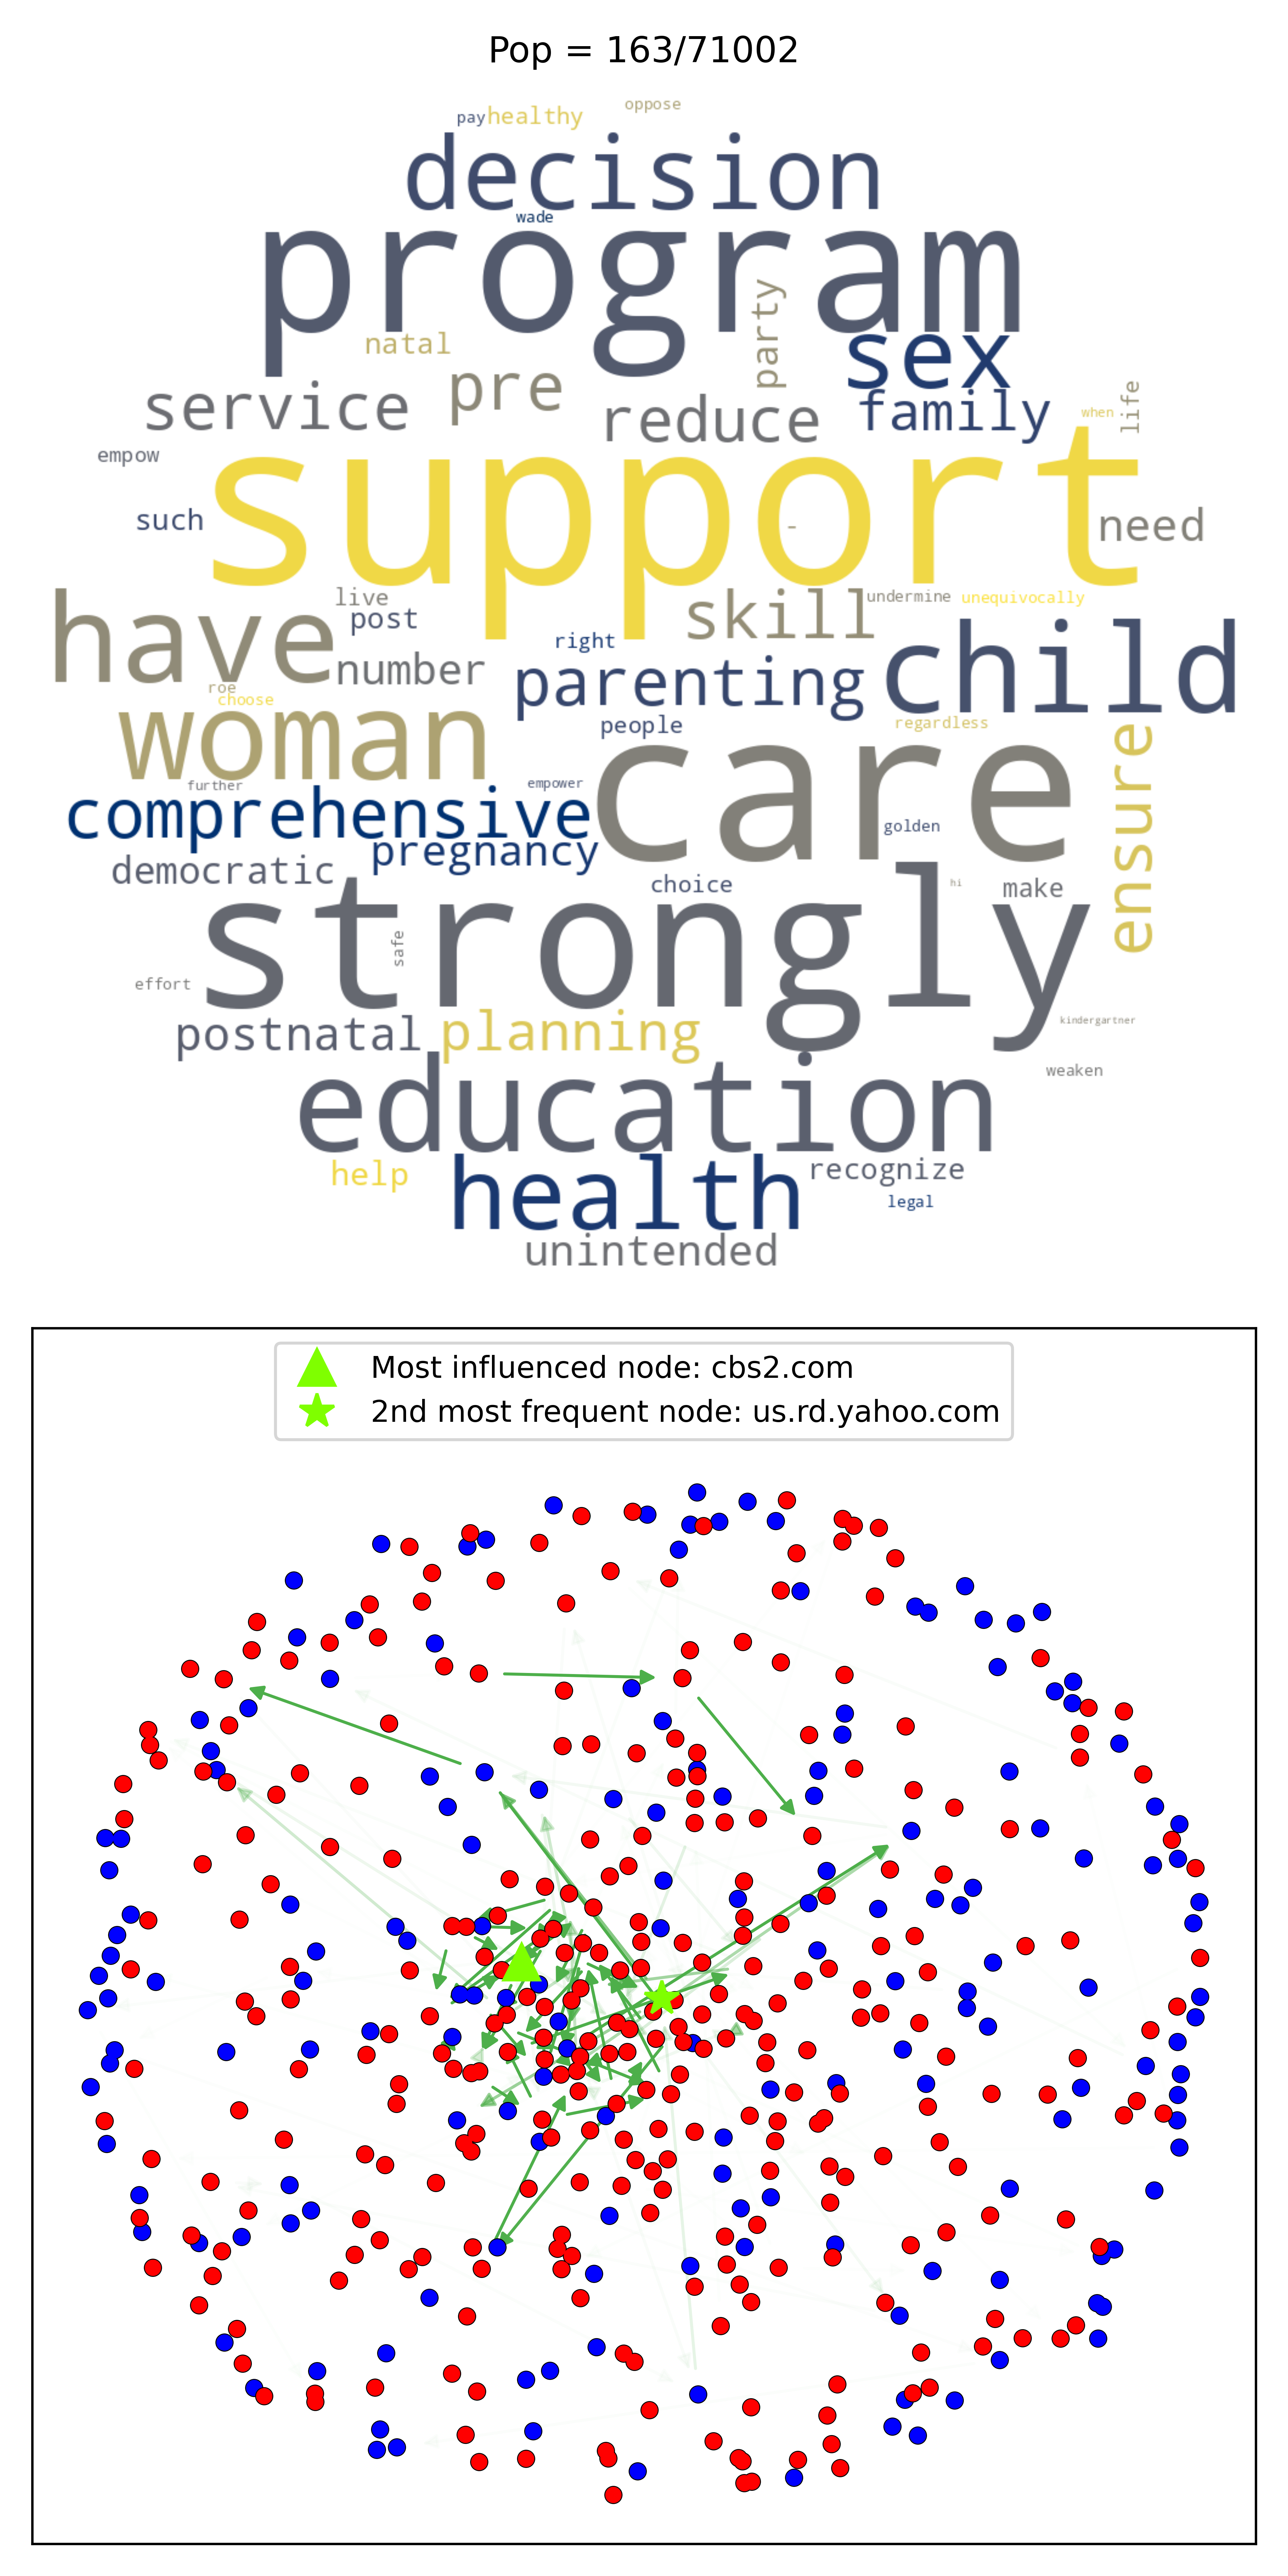 Pop = 163/71002
pay healthy oppose
decision
wade
program
party
natal
sex
pre
service
reduce
family
when
life
empow
support
such
-
need
have
live
post
skill
undermine
unequivocally
right
child
number
parenting
roe
choose
woman
people
regardless
care
ensure
further
empower
comprehensive
golden
pregnancy
democratic
choice
hi
make
strongly
safe
effort
postnatal
planning
kindergartner
education
weaken
help
health
recognize
legal
unintended
Most influenced node: cbs2.com
2nd most frequent node: us.rd.yahoo.com